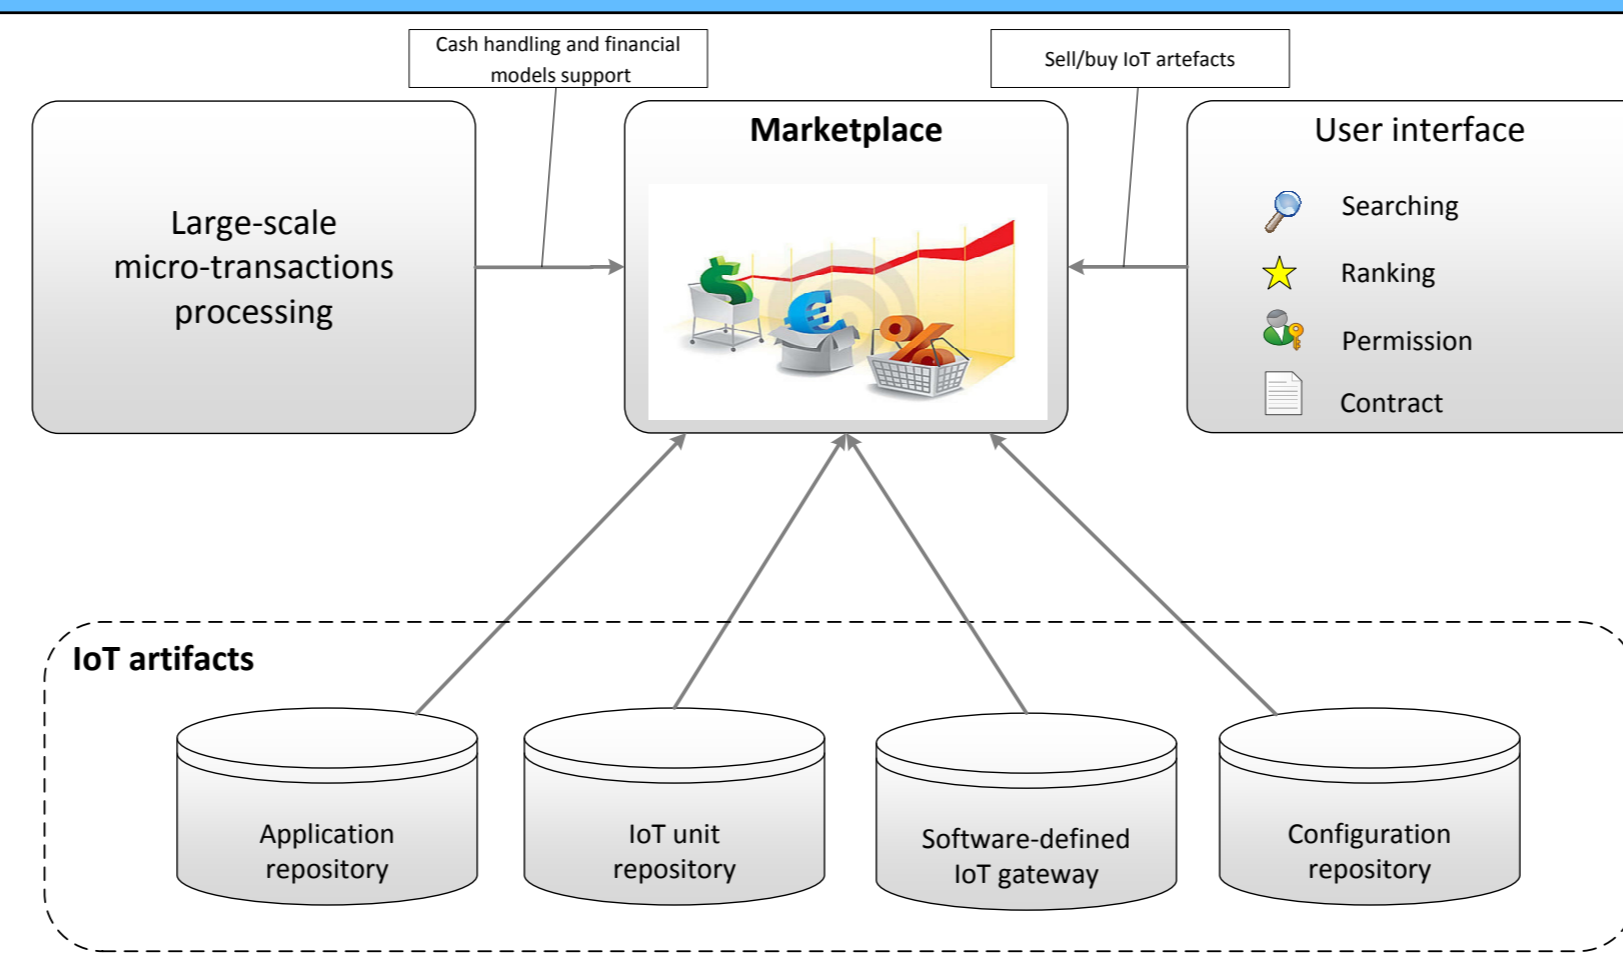 Cash handling and financial
models support
Sell/buy IoT artefacts
Large-scale
micro-transactions
processing
Marketplace
$
€
%
User interface
Searching
Ranking
Permission
Contract
IoT artifacts
Application
repository
IoT unit
repository
Software-defined
IoT gateway
Configuration
repository